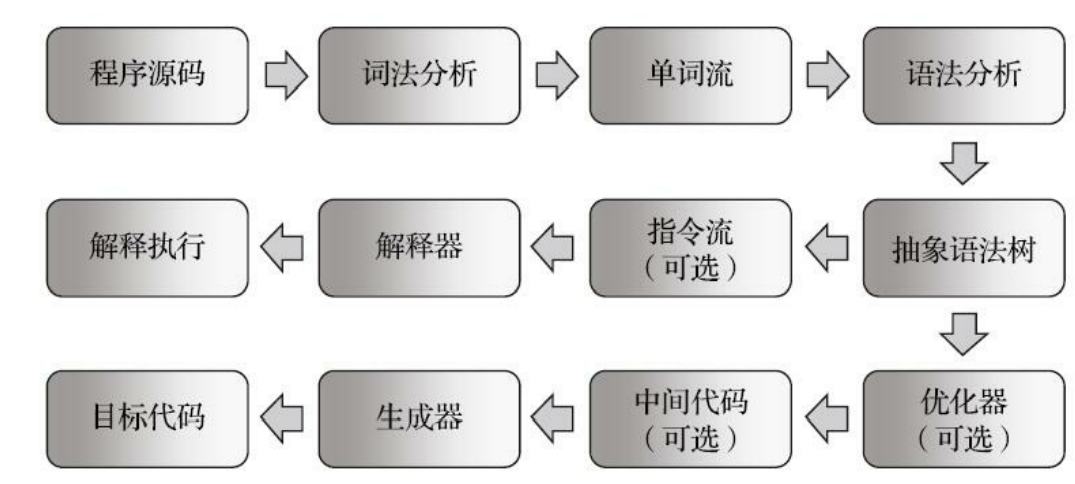 程序源码
词法分析
单词流
语法分析
解释执行
解释器
指令流
（可选）
抽象语法树
目标代码
生成器
中间代码
（可选）
优化器
（可选）